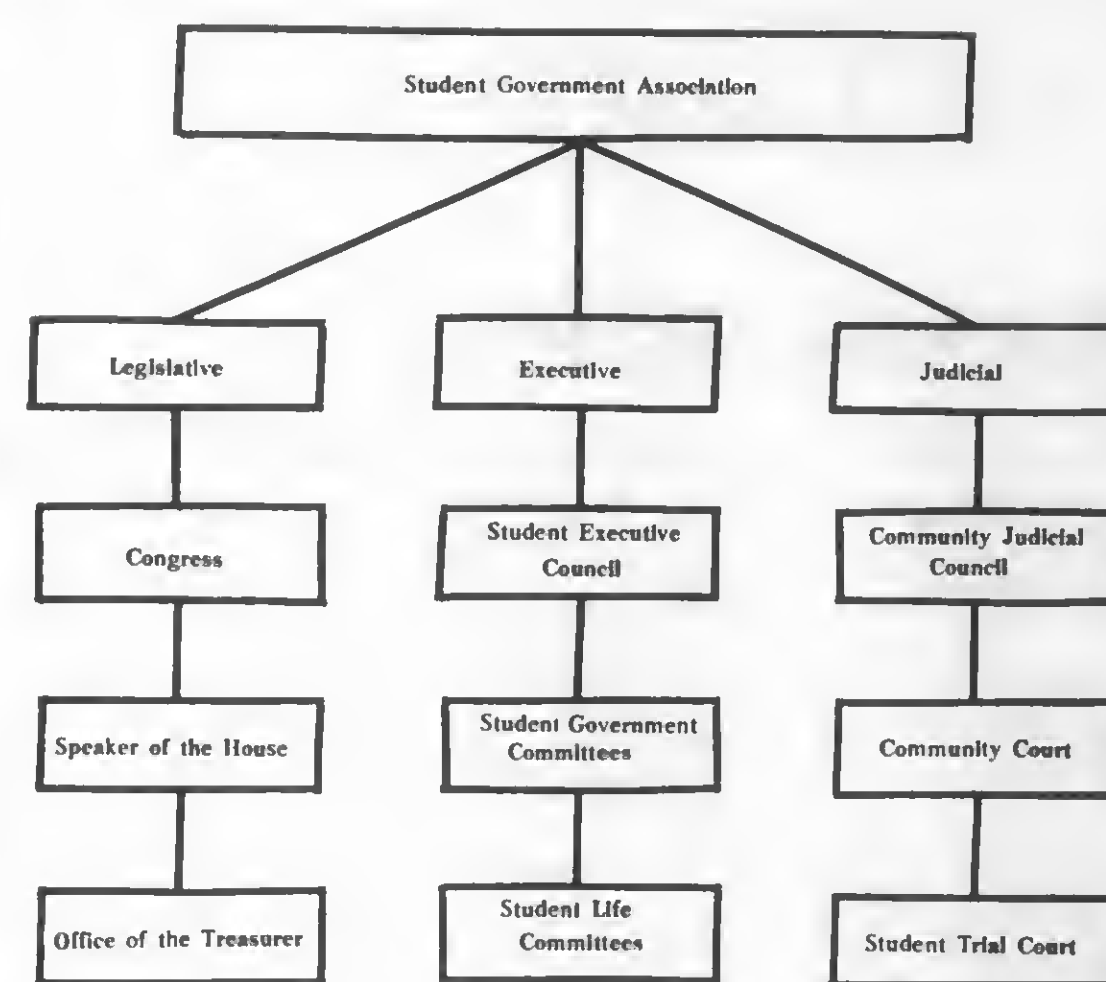 Student Government Association
Legislative
Executive
Judicial
Congress
Student Executive
Council
Community Judicial
Council
Speaker of the House
Student Government
Committees
Community Court
Office of the Treasurer
Student Life
Committees
Student Trial Court